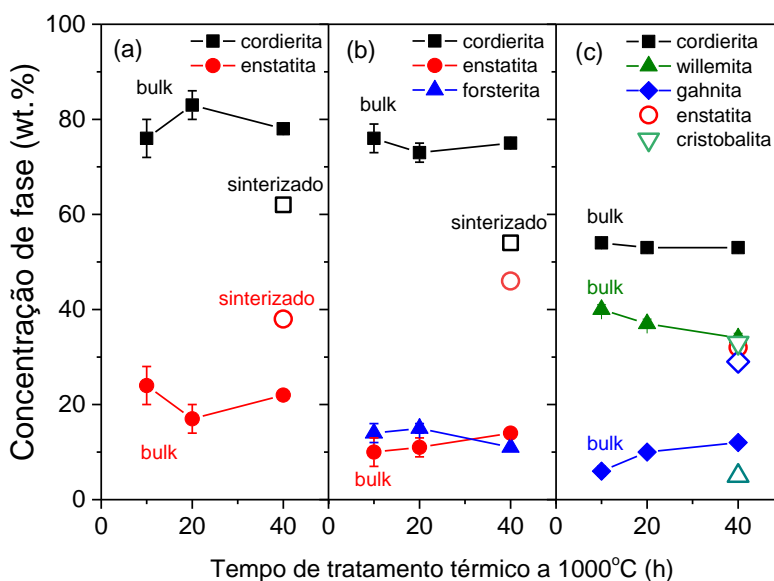 Concentração de fase (wt.%)
100
80
60
40
20
0
(a)
cordierita
enstatita
bulk
sinterizado
sinterizado
bulk
(b)
cordierita
enstatita
forsterita
bulk
sinterizado
bulk
(c)
cordierita
willemita
gahnita
enstatita
cristobalita
bulk
bulk
bulk
0 20 40 0 20 40 0 20 40
Tempo de tratamento térmico a 1000°C (h)